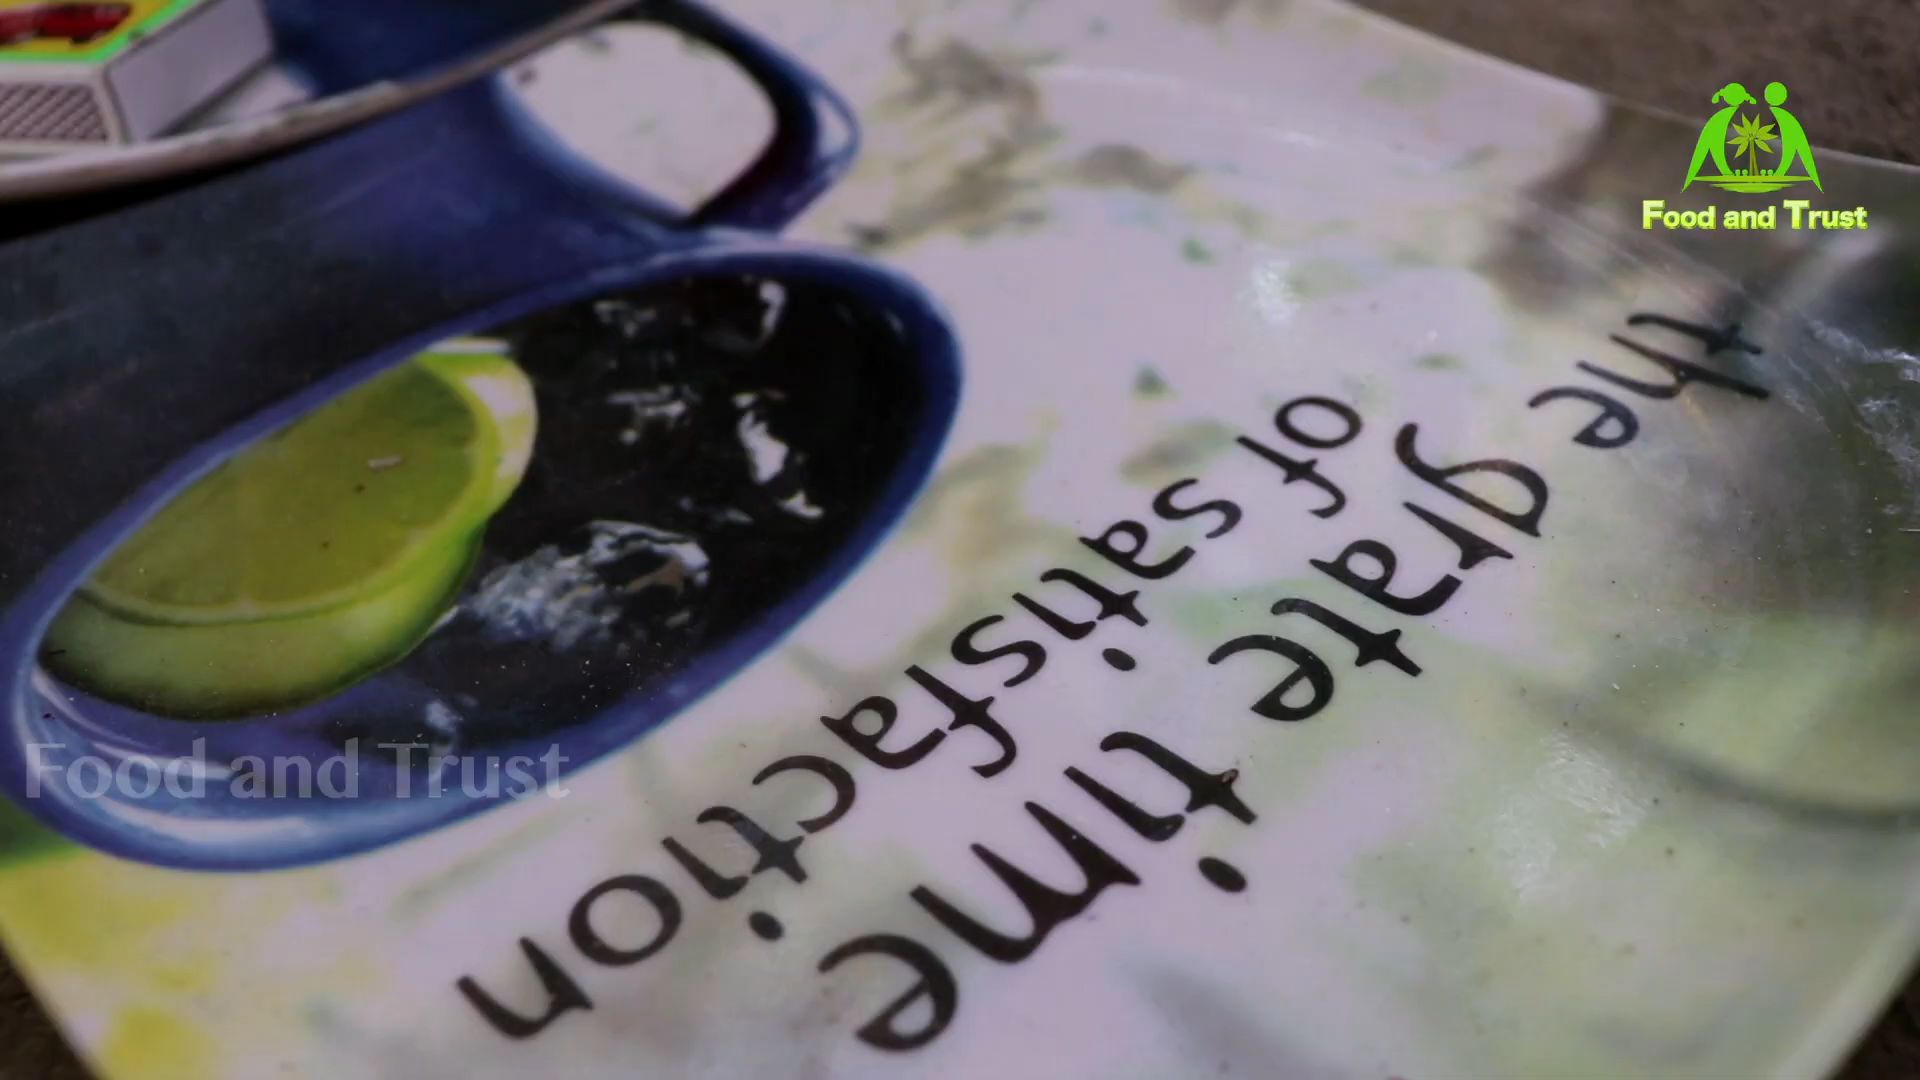 Food and Trust
the grate time
of satisfaction
Food and Trust